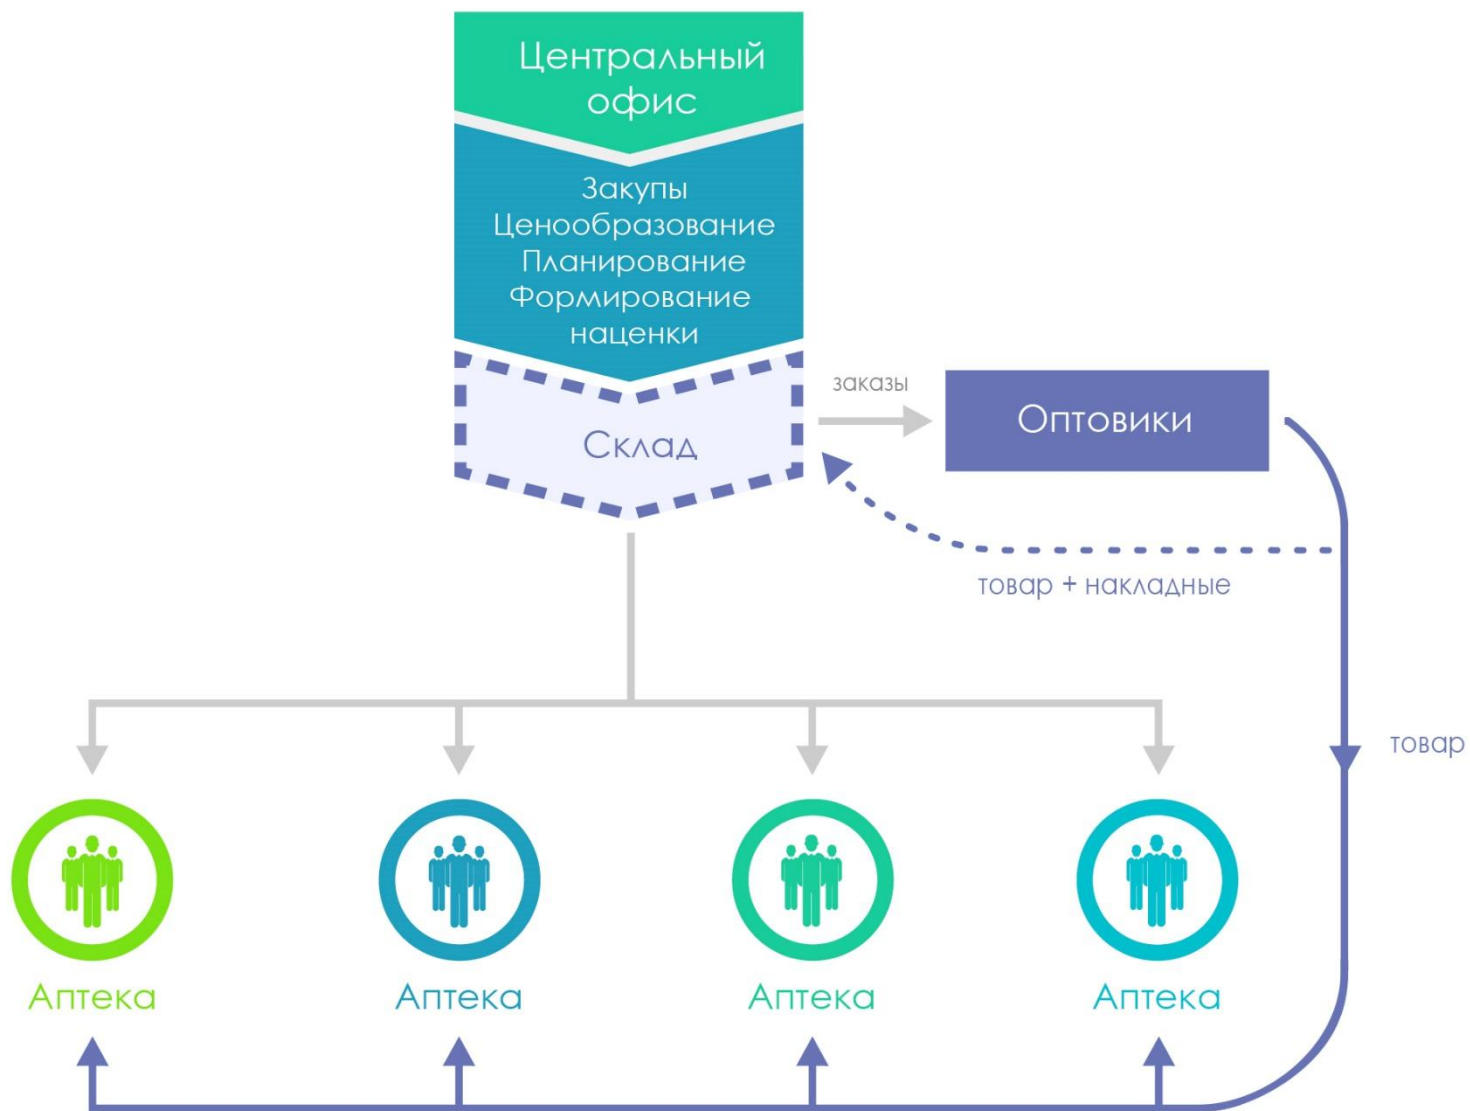 Центральный
офис
Закупы
Ценообразование
Планирование
Формирование
наценки
заказы
Оптовики
Склад
товар + накладные
товар
Аптека
Аптека
Аптека
Аптека